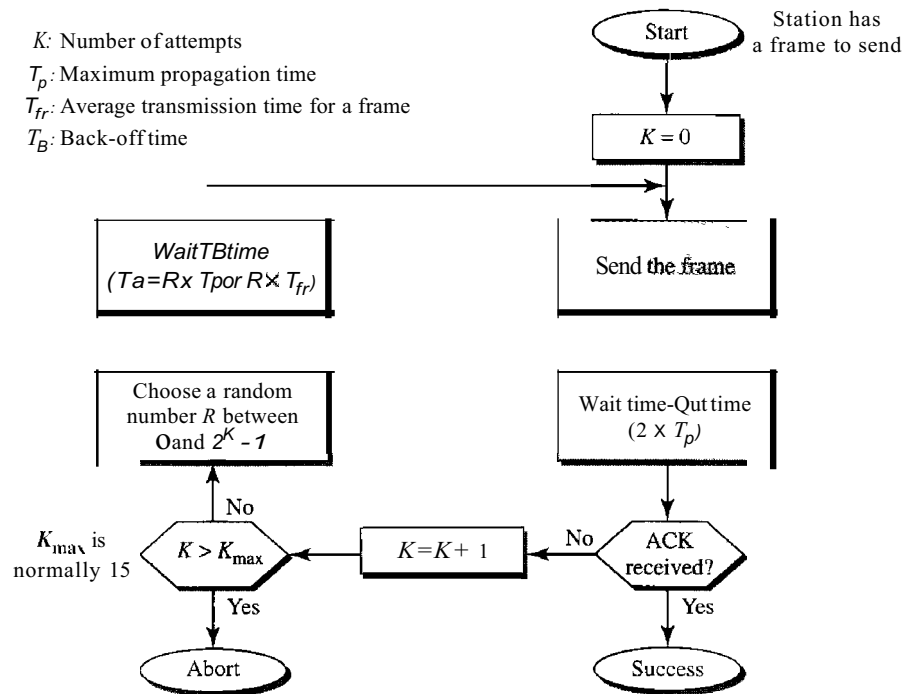 K: Number of attempts
Tp: Maximum propagation time
Tfr: Average transmission time for a frame
TB: Back-off time
Start
Station has
a frame to send
K = 0
WaitTBtime
(Ta=Rx Tpor R× Tfr)
Send the frame
Choose a random
number R between
0and 2^K - 1
Wait time-Qut time
(2 × Tp)
No
Kmax is
normally 15
K > Kmax
K=K+ 1
No
ACK
received?
Yes
Yes
Abort
Success